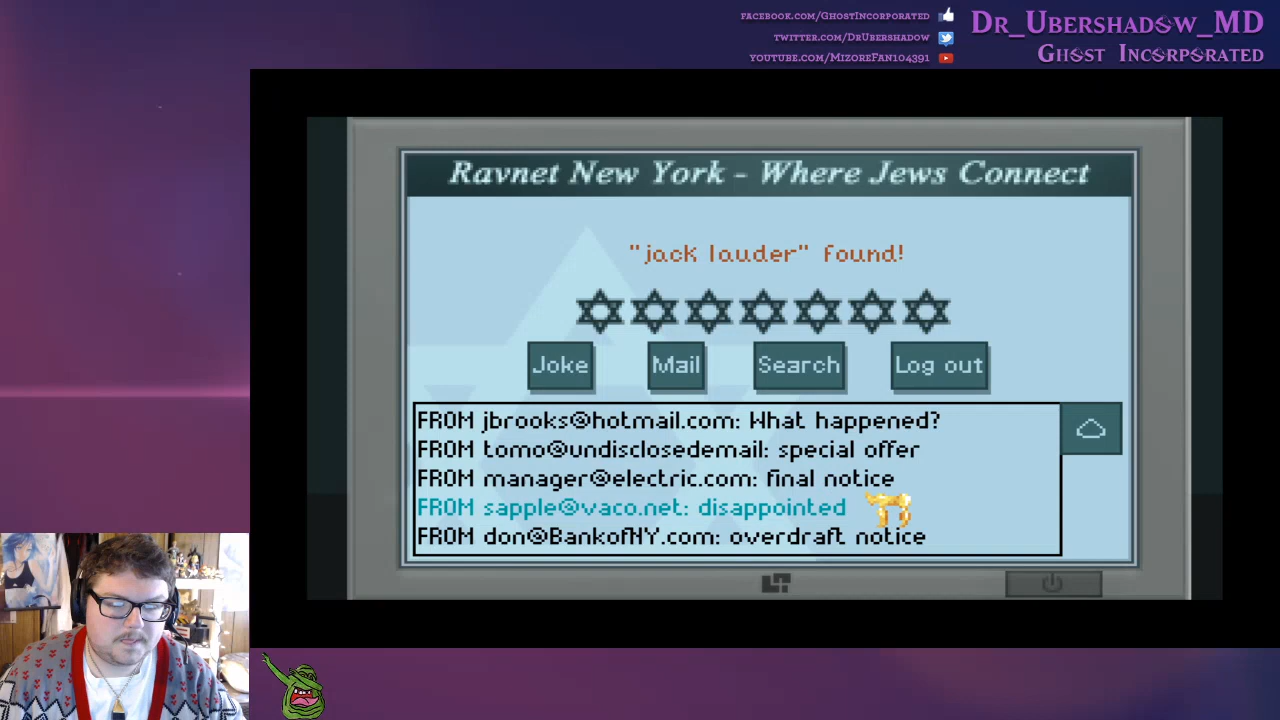 FACEBOOK.COM/GHOSTINCORPORATED
TWITTER.COM/DRUBERSHADOW
YOUTUBE.COM/MIZOREFAN104391
DR_UBERSHADOW_MD
GHOST INCORPORATED
Ravnet New York - Where Jews Connect
"jack lauder" found!
Joke Mail Search Log out
FROM jbrooks@hotmail.com: What happened?
FROM tomo@undisclosedemail: special offer
FROM manager@electric.com: final notice
FROM sapple@vaco.net: disappointed
FROM don@BankofNY.com: overdraft notice